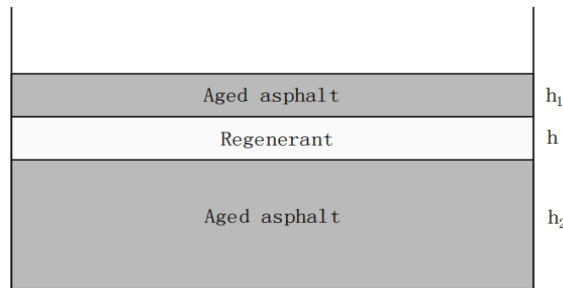 Aged asphalt h₁
Regenerant h
Aged asphalt h₂